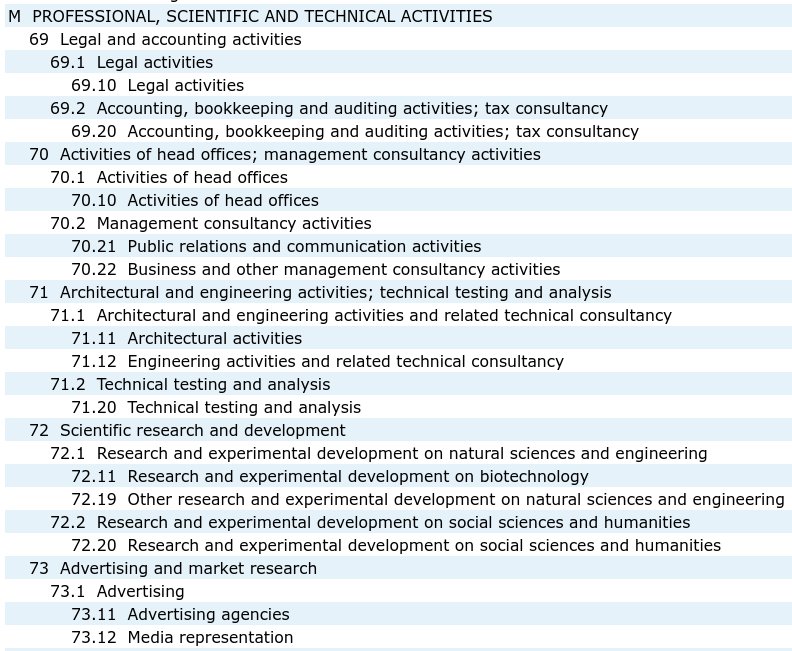 M PROFESSIONAL, SCIENTIFIC AND TECHNICAL ACTIVITIES
69 Legal and accounting activities
69.1 Legal activities
69.10 Legal activities
69.2 Accounting, bookkeeping and auditing activities; tax consultancy
69.20 Accounting, bookkeeping and auditing activities; tax consultancy
70 Activities of head offices; management consultancy activities
70.1 Activities of head offices
70.10 Activities of head offices
70.2 Management consultancy activities
70.21 Public relations and communication activities
70.22 Business and other management consultancy activities
71 Architectural and engineering activities; technical testing and analysis
71.1 Architectural and engineering activities and related technical consultancy
71.11 Architectural activities
71.12 Engineering activities and related technical consultancy
71.2 Technical testing and analysis
71.20 Technical testing and analysis
72 Scientific research and development
72.1 Research and experimental development on natural sciences and engineering
72.11 Research and experimental development on biotechnology
72.19 Other research and experimental development on natural sciences and engineering
72.2 Research and experimental development on social sciences and humanities
72.20 Research and experimental development on social sciences and humanities
73 Advertising and market research
73.1 Advertising
73.11 Advertising agencies
73.12 Media representation